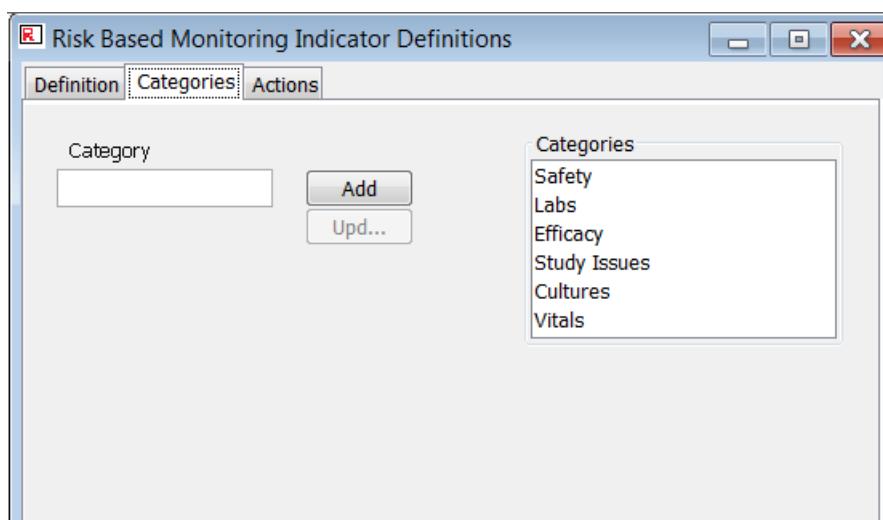 Risk Based Monitoring Indicator Definitions
Definition Categories Actions
Category
Add
Upd...
Categories
Safety
Labs
Efficacy
Study Issues
Cultures
Vitals